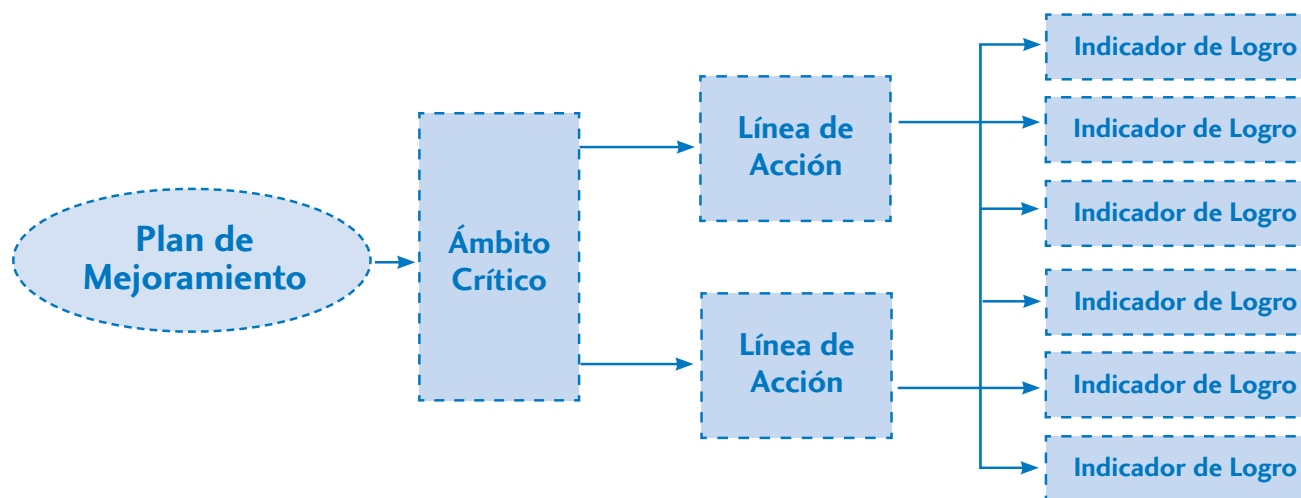 Plan de
Mejoramiento
Ámbito
Crítico
Línea de
Acción
Línea de
Acción
Indicador de Logro
Indicador de Logro
Indicador de Logro
Indicador de Logro
Indicador de Logro
Indicador de Logro